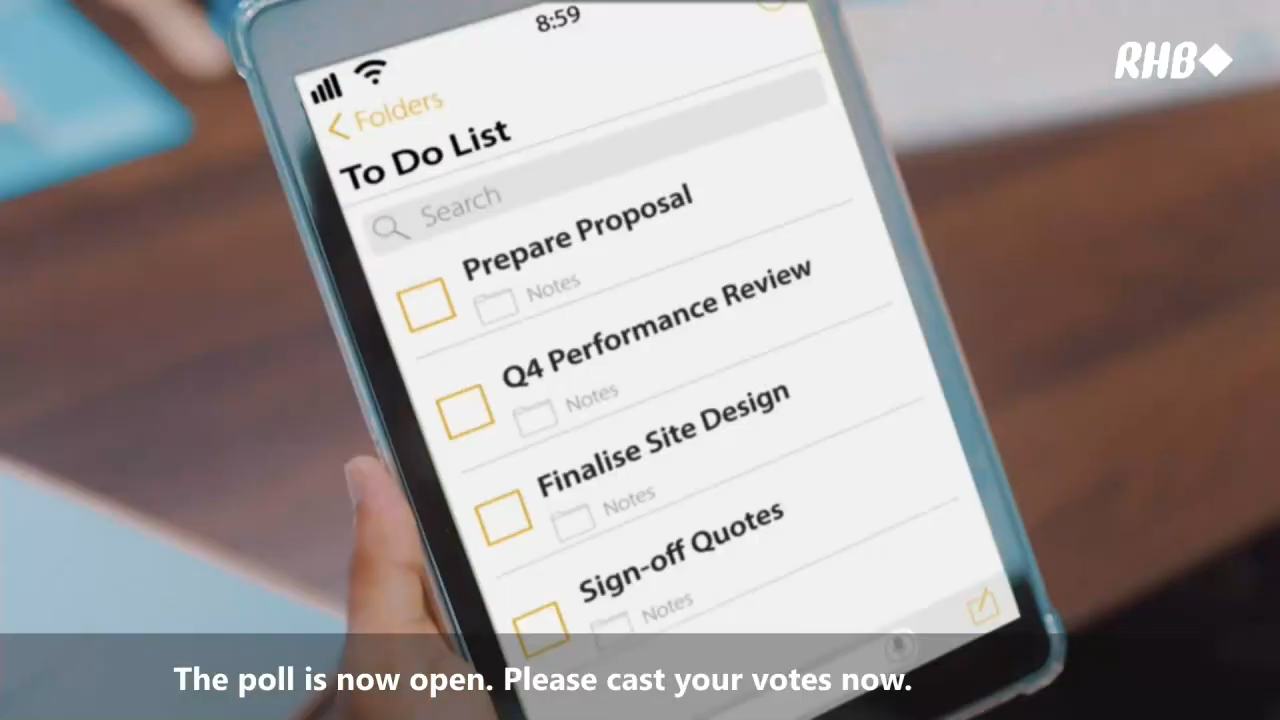 8:59
RHB
Folders
To Do List
Search
Prepare Proposal
Notes
Q4 Performance Review
Notes
Finalise Site Design
Notes
Sign-off Quotes
Notes
The poll is now open. Please cast your votes now.